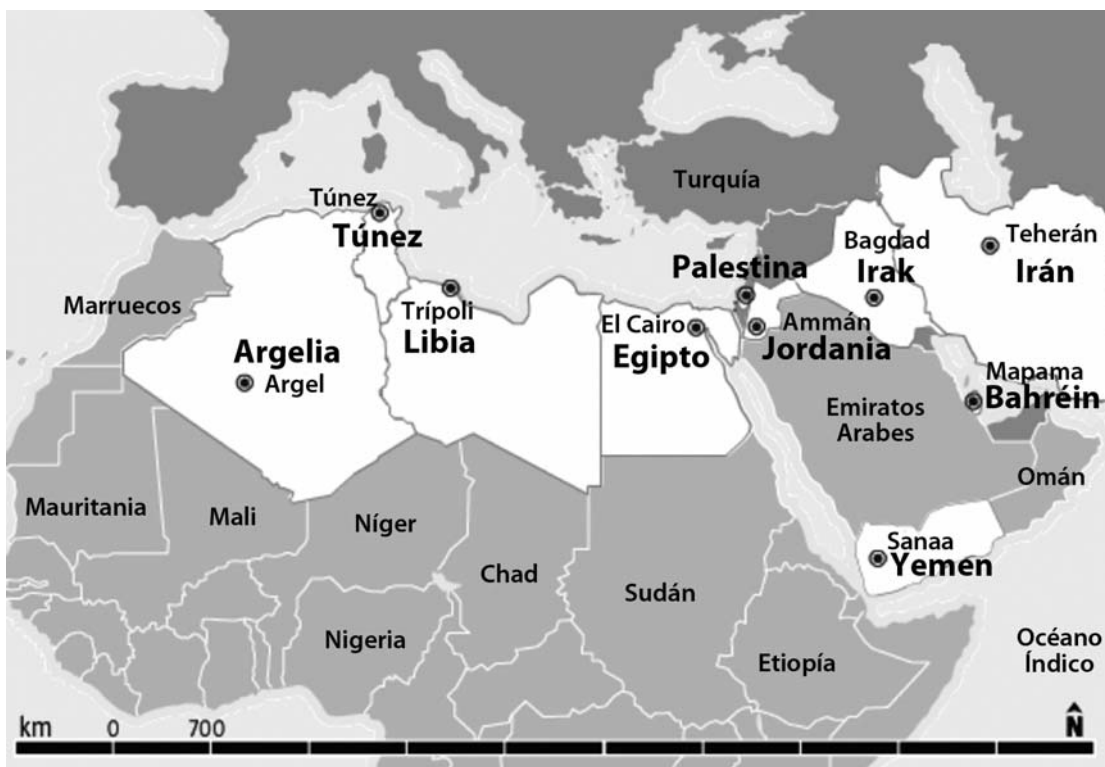 Turquía
Túnez
Túnez
Bagdad
Irak
Teherán
Irán
Palestina
Marruecos
Trípoli
Libia
El Cairo
Egipto
Ammán
Jordania
Argelia
Argel
Mapama
Bahréin
Emiratos
Arabes
Omán
Mauritania
Mali
Níger
Chad
Sudán
Sanaa
Yemen
Nigeria
Etiopía
Océano
Índico
km 0 700
N